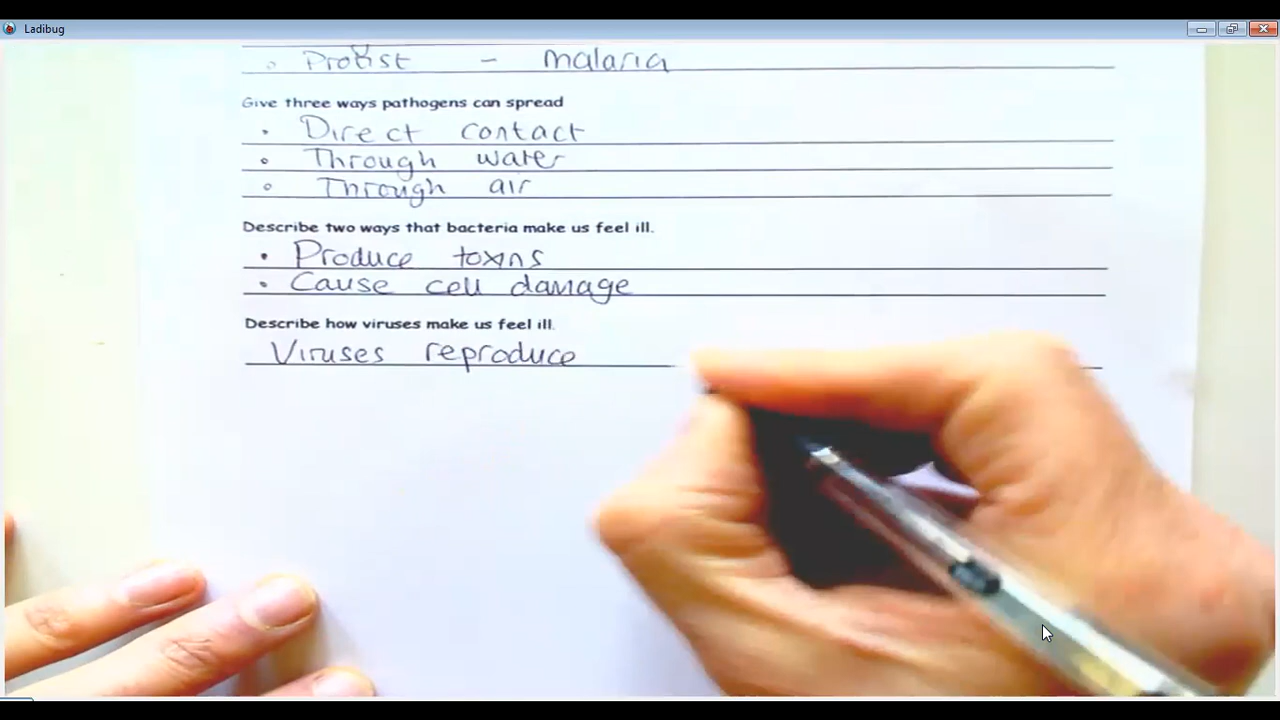 Ladibug
• Protist - malaria
Give three ways pathogens can spread
• Direct contact
• Through water
• Through air
Describe two ways that bacteria make us feel ill.
• Produce toxins
• Cause cell damage
Describe how viruses make us feel ill.
Viruses reproduce